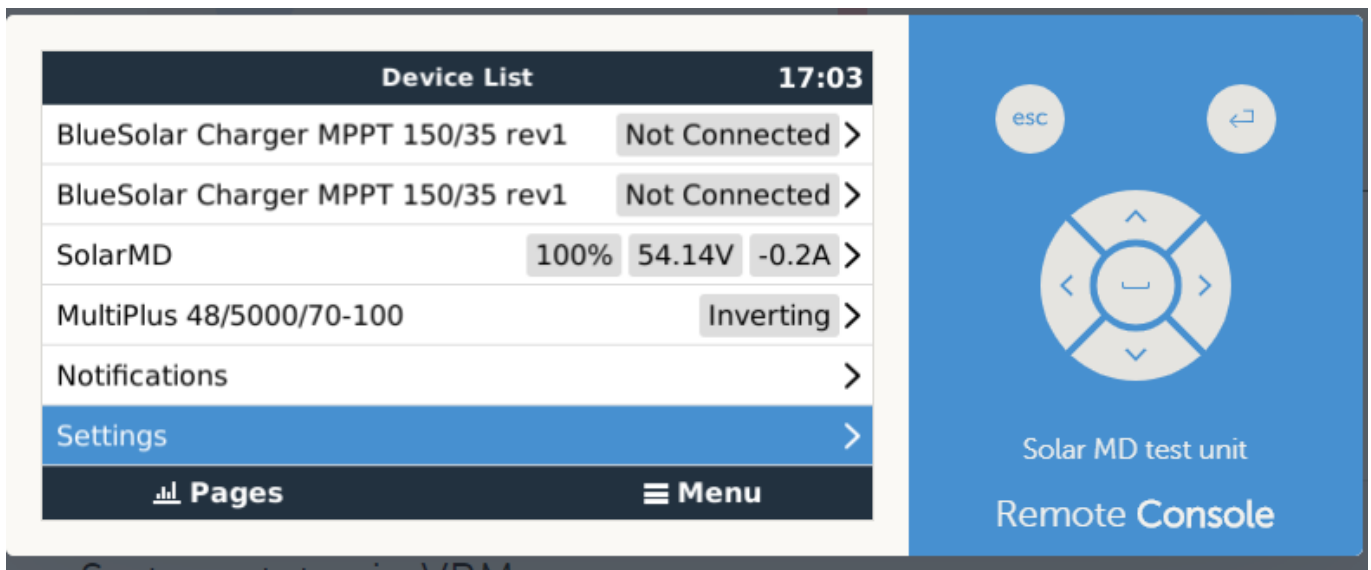 Device List 17:03
BlueSolar Charger MPPT 150/35 rev1 Not Connected
BlueSolar Charger MPPT 150/35 rev1 Not Connected
SolarMD 100% 54.14V -0.2A
MultiPlus 48/5000/70-100 Inverting
Notifications
Settings
Pages Menu
esc
Solar MD test unit
Remote Console